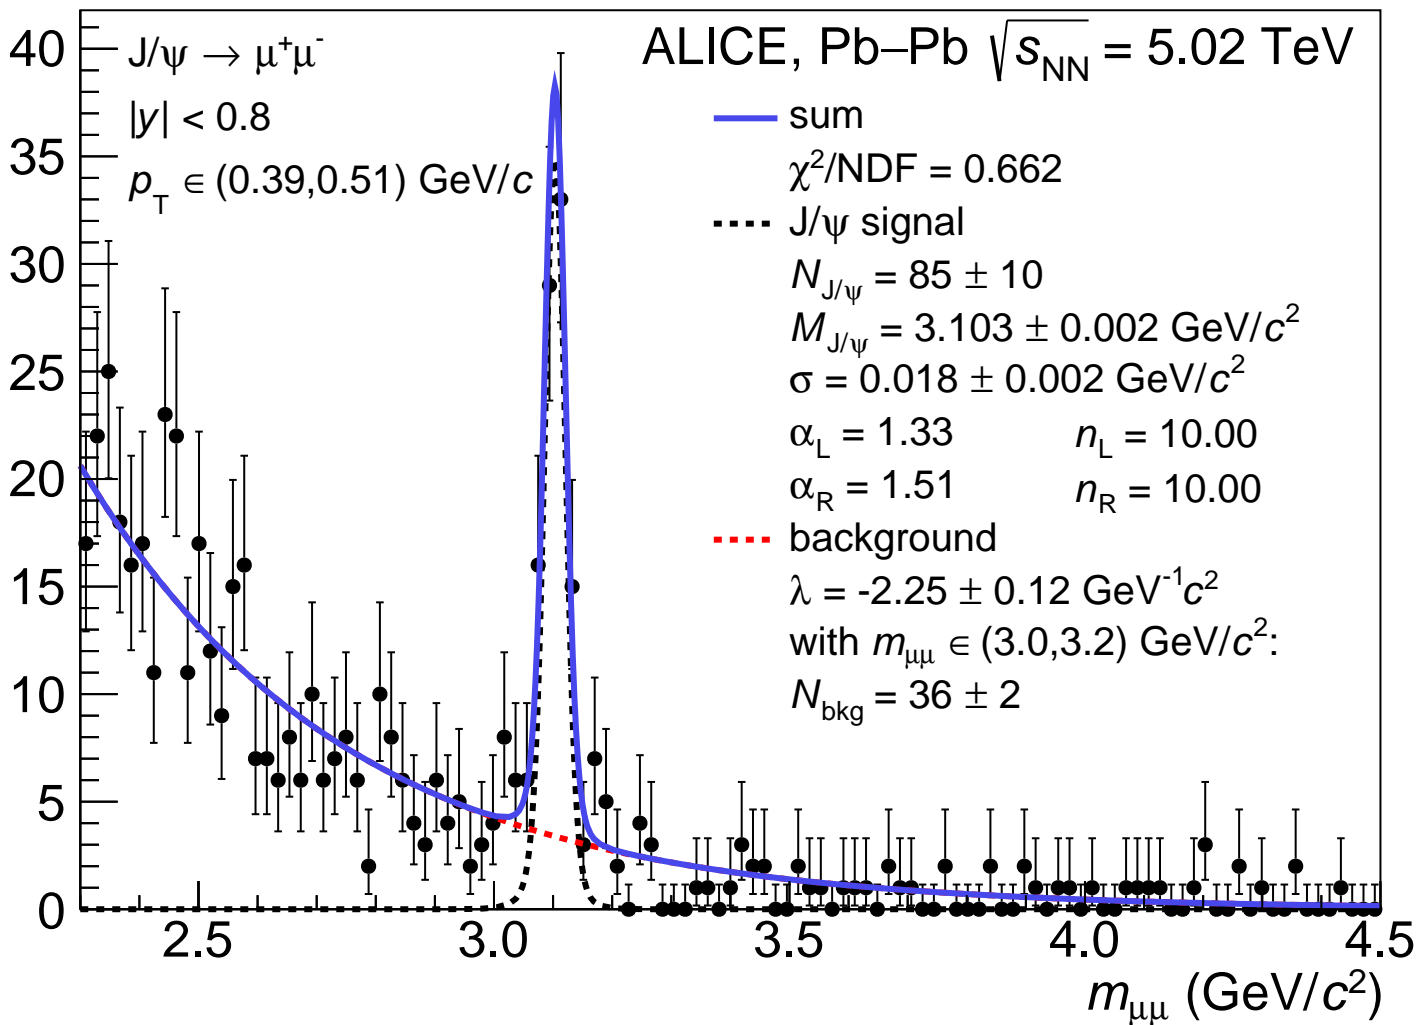 J/ψ → μ⁺μ⁻
|y| < 0.8
p_T ∈ (0.39,0.51) GeV/c
ALICE, Pb–Pb √s_NN = 5.02 TeV
sum
χ²/NDF = 0.662
J/ψ signal
N_J/ψ = 85 ± 10
M_J/ψ = 3.103 ± 0.002 GeV/c²
σ = 0.018 ± 0.002 GeV/c²
α_L = 1.33 n_L = 10.00
α_R = 1.51 n_R = 10.00
background
λ = -2.25 ± 0.12 GeV⁻¹c²
with m_μμ ∈ (3.0,3.2) GeV/c²:
N_bkg = 36 ± 2
40
35
30
25
20
15
10
5
0
2.5 3.0 3.5 4.0 4.5
m_μμ (GeV/c²)